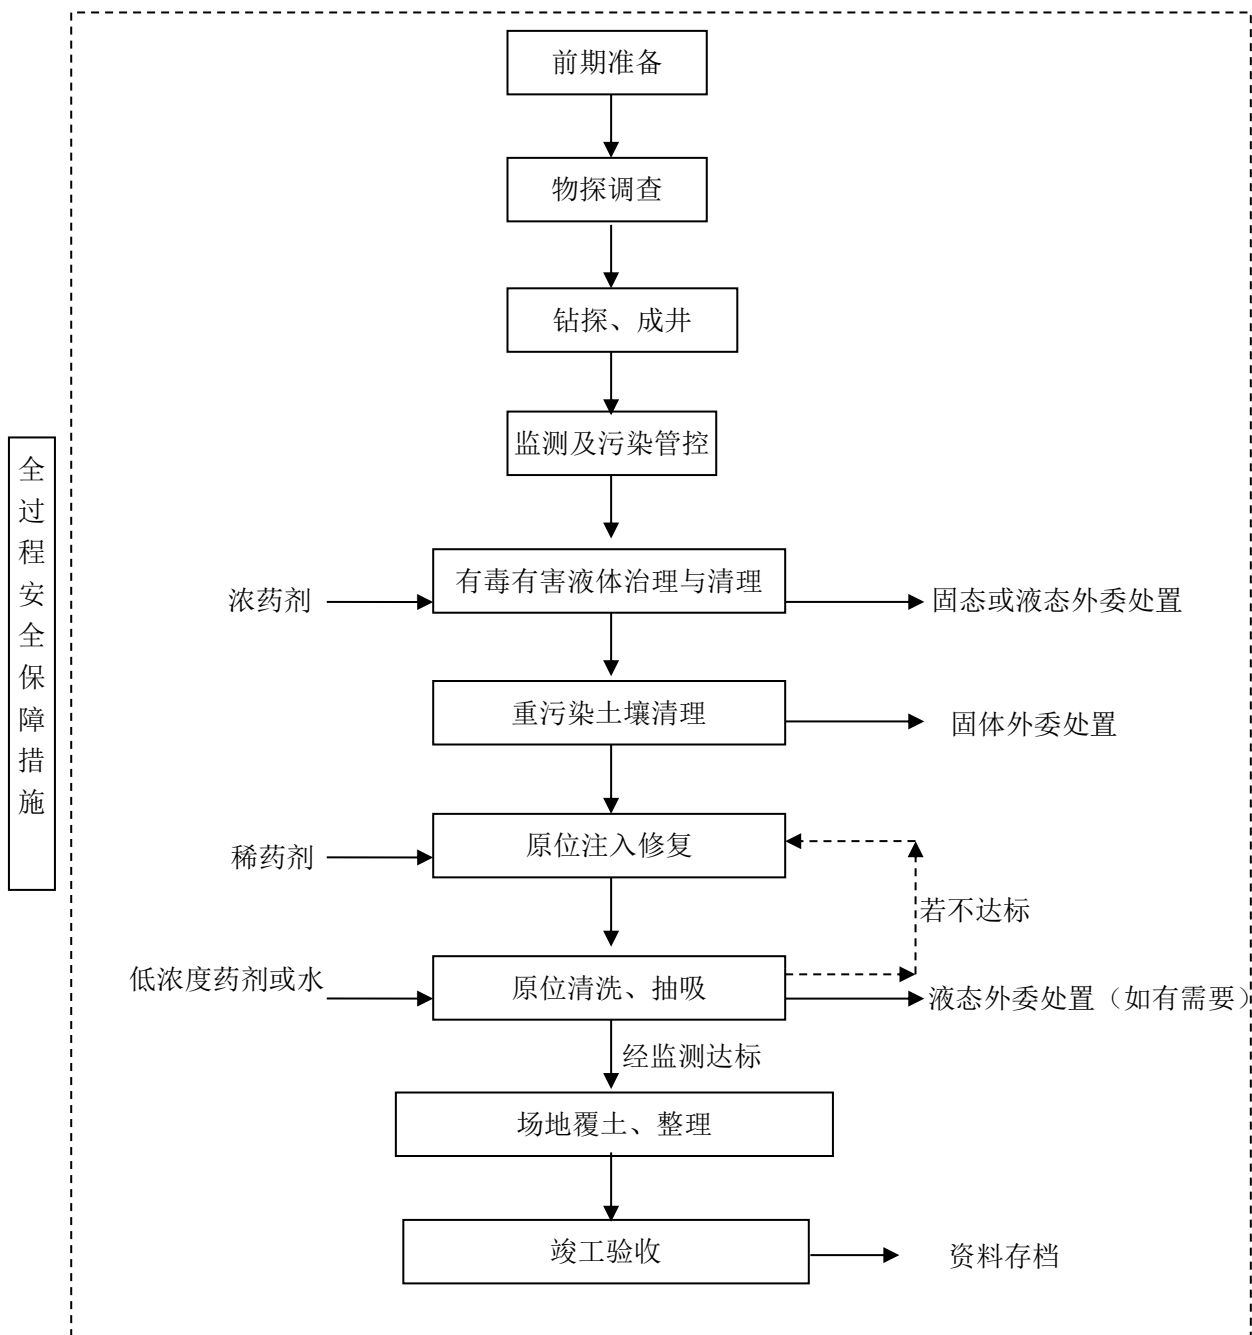 前期准备
物探调查
钻探、成井
监测及污染管控
全过程安全保障措施
浓药剂
有毒有害液体治理与清理
固态或液态外委处置
重污染土壤清理
固体外委处置
稀药剂
原位注入修复
若不达标
低浓度药剂或水
原位清洗、抽吸
液态外委处置（如有需要）
经监测达标
场地覆土、整理
竣工验收
资料存档